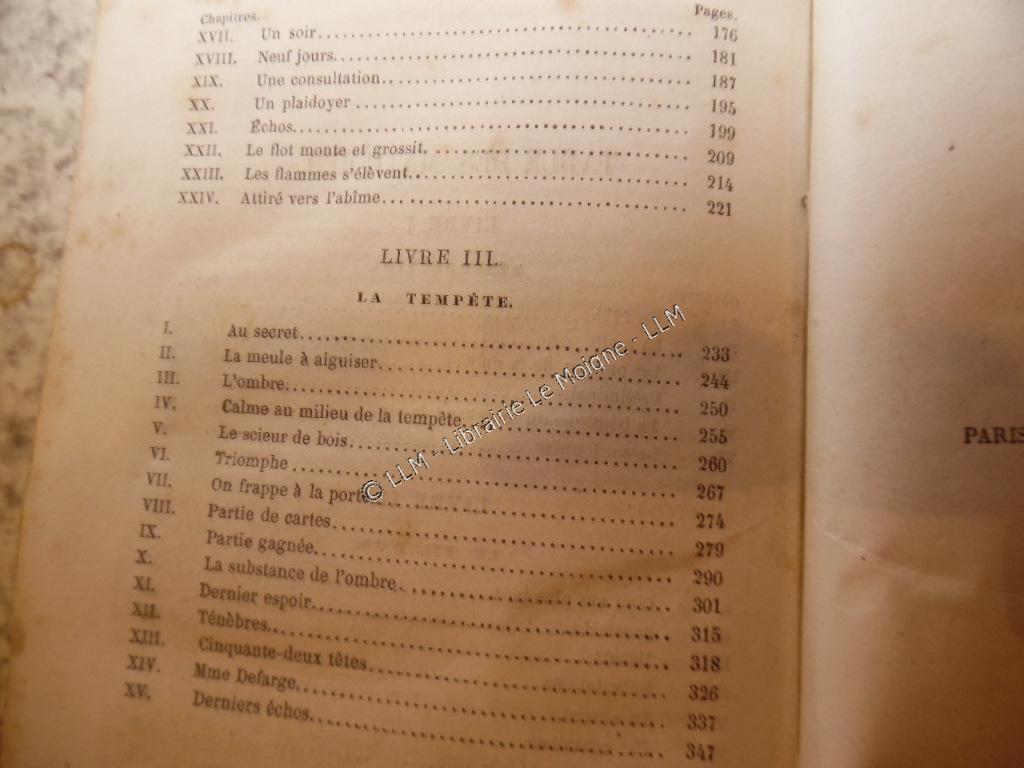 Chapitres. Pages.
XVII. Un soir 176
XVIII. Neuf jours. 181
XIX. Une consultation. 187
XX. Un plaidoyer 195
XXI. Échos. 199
XXII. Le flot monte et grossit. 209
XXIII. Les flammes s'élèvent. 214
XXIV. Attiré vers l'abîme. 221
LIVRE III.
LA TEMPÊTE.
I. Au secret. 233
II. La meule à aiguiser. 244
III. L'ombre. 250
IV. Calme au milieu de la tempête. 255
V. Le scieur de bois. 260
VI. Triomphe 267
VII. On frappe à la porte. 274
VIII. Partie de cartes. 279
IX. Partie gagnée. 290
X. La substance de l'ombre. 301
XI. Dernier espoir. 315
XII. Ténèbres. 318
XIII. Cinquante-deux têtes. 326
XIV. Mme Defarge. 337
XV. Derniers échos. 347
PARIS
© LLM - Librairie Le Moigne - LLM